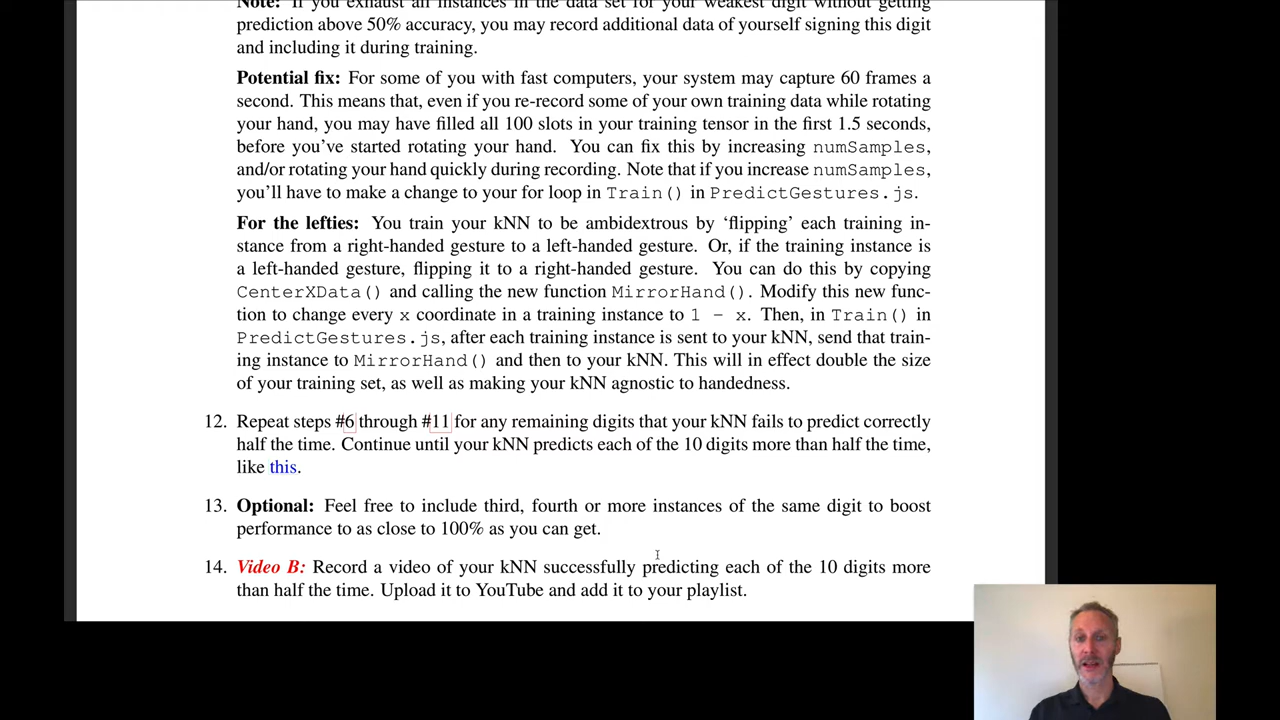 Note: If you exhaust all instances in the data set for your weakest digit without getting
prediction above 50% accuracy, you may record additional data of yourself signing this digit
and including it during training.
Potential fix: For some of you with fast computers, your system may capture 60 frames a
second. This means that, even if you re-record some of your own training data while rotating
your hand, you may have filled all 100 slots in your training tensor in the first 1.5 seconds,
before you've started rotating your hand. You can fix this by increasing numSamples,
and/or rotating your hand quickly during recording. Note that if you increase numSamples,
you'll have to make a change to your for loop in Train() in PredictGestures.js.
For the lefties: You train your kNN to be ambidextrous by 'flipping' each training in-
stance from a right-handed gesture to a left-handed gesture. Or, if the training instance is
a left-handed gesture, flipping it to a right-handed gesture. You can do this by copying
CenterXData() and calling the new function MirrorHand(). Modify this new func-
tion to change every x coordinate in a training instance to 1 - x. Then, in Train() in
PredictGestures.js, after each training instance is sent to your kNN, send that train-
ing instance to MirrorHand() and then to your kNN. This will in effect double the size
of your training set, as well as making your kNN agnostic to handedness.
12. Repeat steps #6 through #11 for any remaining digits that your kNN fails to predict correctly
half the time. Continue until your kNN predicts each of the 10 digits more than half the time,
like this.
13. Optional: Feel free to include third, fourth or more instances of the same digit to boost
performance to as close to 100% as you can get.
14. Video B: Record a video of your kNN successfully predicting each of the 10 digits more
than half the time. Upload it to YouTube and add it to your playlist.